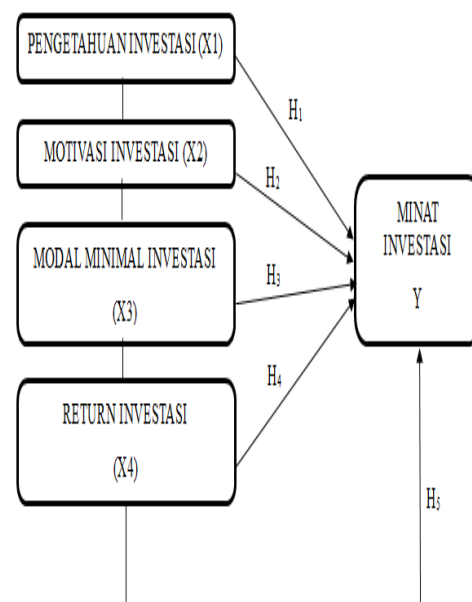 PENGETAHUAN INVESTASI (X1)
H₁
MOTIVASI INVESTASI (X2)
H₂
MINAT
INVESTASI
Y
MODAL MINIMAL INVESTASI
(X3)
H₃
H₄
RETURN INVESTASI
(X4)
H₅